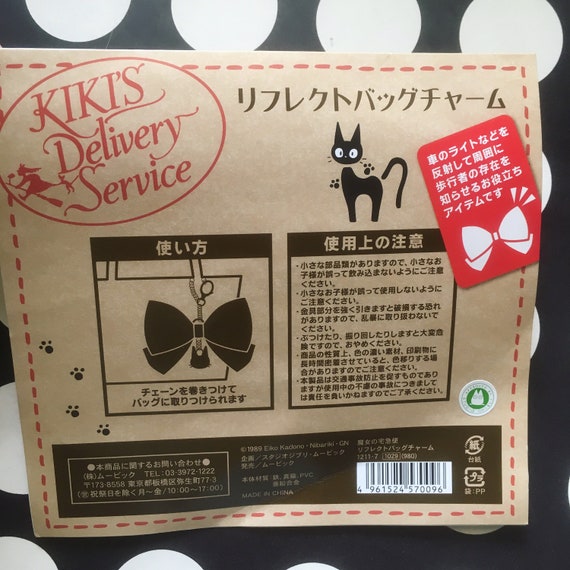 KIKI'S
Delivery
Service
リフレクトバッグチャーム
車のライトなどを
反射して周囲に
歩行者の存在を
知らせるお役立ち
アイテムです
使い方
チェーンを巻きつけて
バッグに取りつけられます
使用上の注意
・小さな部品類がありますので、小さなお
子様が誤って飲み込まないようにご注意
ください。
・小さなお子様が誤って使用しないように
ご注意ください。
・金具部分を強く引きますと破損する恐れ
がありますので、乱暴に取り扱わないで
ください。
・ぶつけたり、振り回したりしますと大変危
険ですので、おやめください。
・商品の性質上、色の濃い素材、印刷物に
長時間密着させていると、色移りする場
合がありますのでご注意ください。
・本製品は交通事故防止を促すものであり
ますが使用中の不慮の事故につきまして
は責任を負いかねますのでご了承ください。
●本商品に関するお問い合わせ●
(株)ムービック TEL: 03-3972-1222
〒173-8558 東京都板橋区弥生町77-3
(祝祭日を除く月～金/10:00～17:00)
©1989 Eiko Kadono - Nibariki - GN
企画/スタジオジブリ・ムービック
発売/ムービック
本体材質:鉄,真鍮,PVC
亜鉛合金
MADE IN CHINA
魔女の宅急便
リフレクトバッグチャーム
1211-7 1029 (980)
4 961524 570096
紙
台紙
プラ
袋:PP